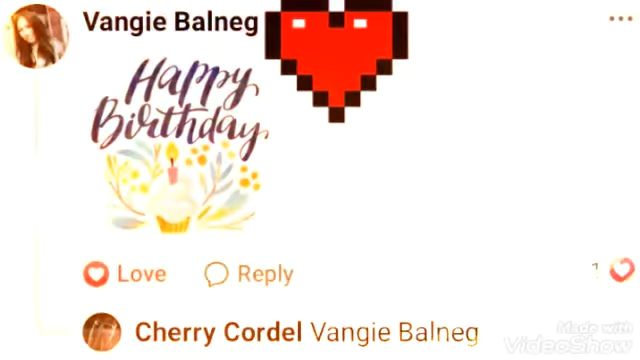 Vangie Balneg
Happy
Birthday
Love Reply 1
Cherry Cordel Vangie Balneg
Made with
VideoShow